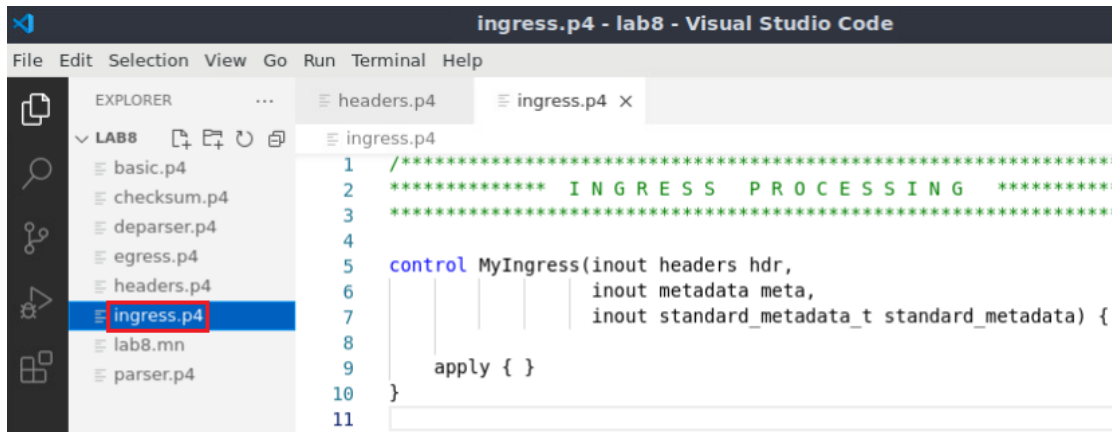 ingress.p4 - lab8 - Visual Studio Code
File Edit Selection View Go Run Terminal Help
EXPLORER ...
headers.p4
ingress.p4 ×
LAB8
basic.p4
checksum.p4
deparser.p4
egress.p4
headers.p4
ingress.p4
lab8.mn
parser.p4
ingress.p4
1 /***************************************************************
2 ************** I N G R E S S   P R O C E S S I N G   **********
3 ****************************************************************
4
5 control MyIngress(inout headers hdr,
6                   inout metadata meta,
7                   inout standard_metadata_t standard_metadata) {
8
9     apply { }
10 }
11